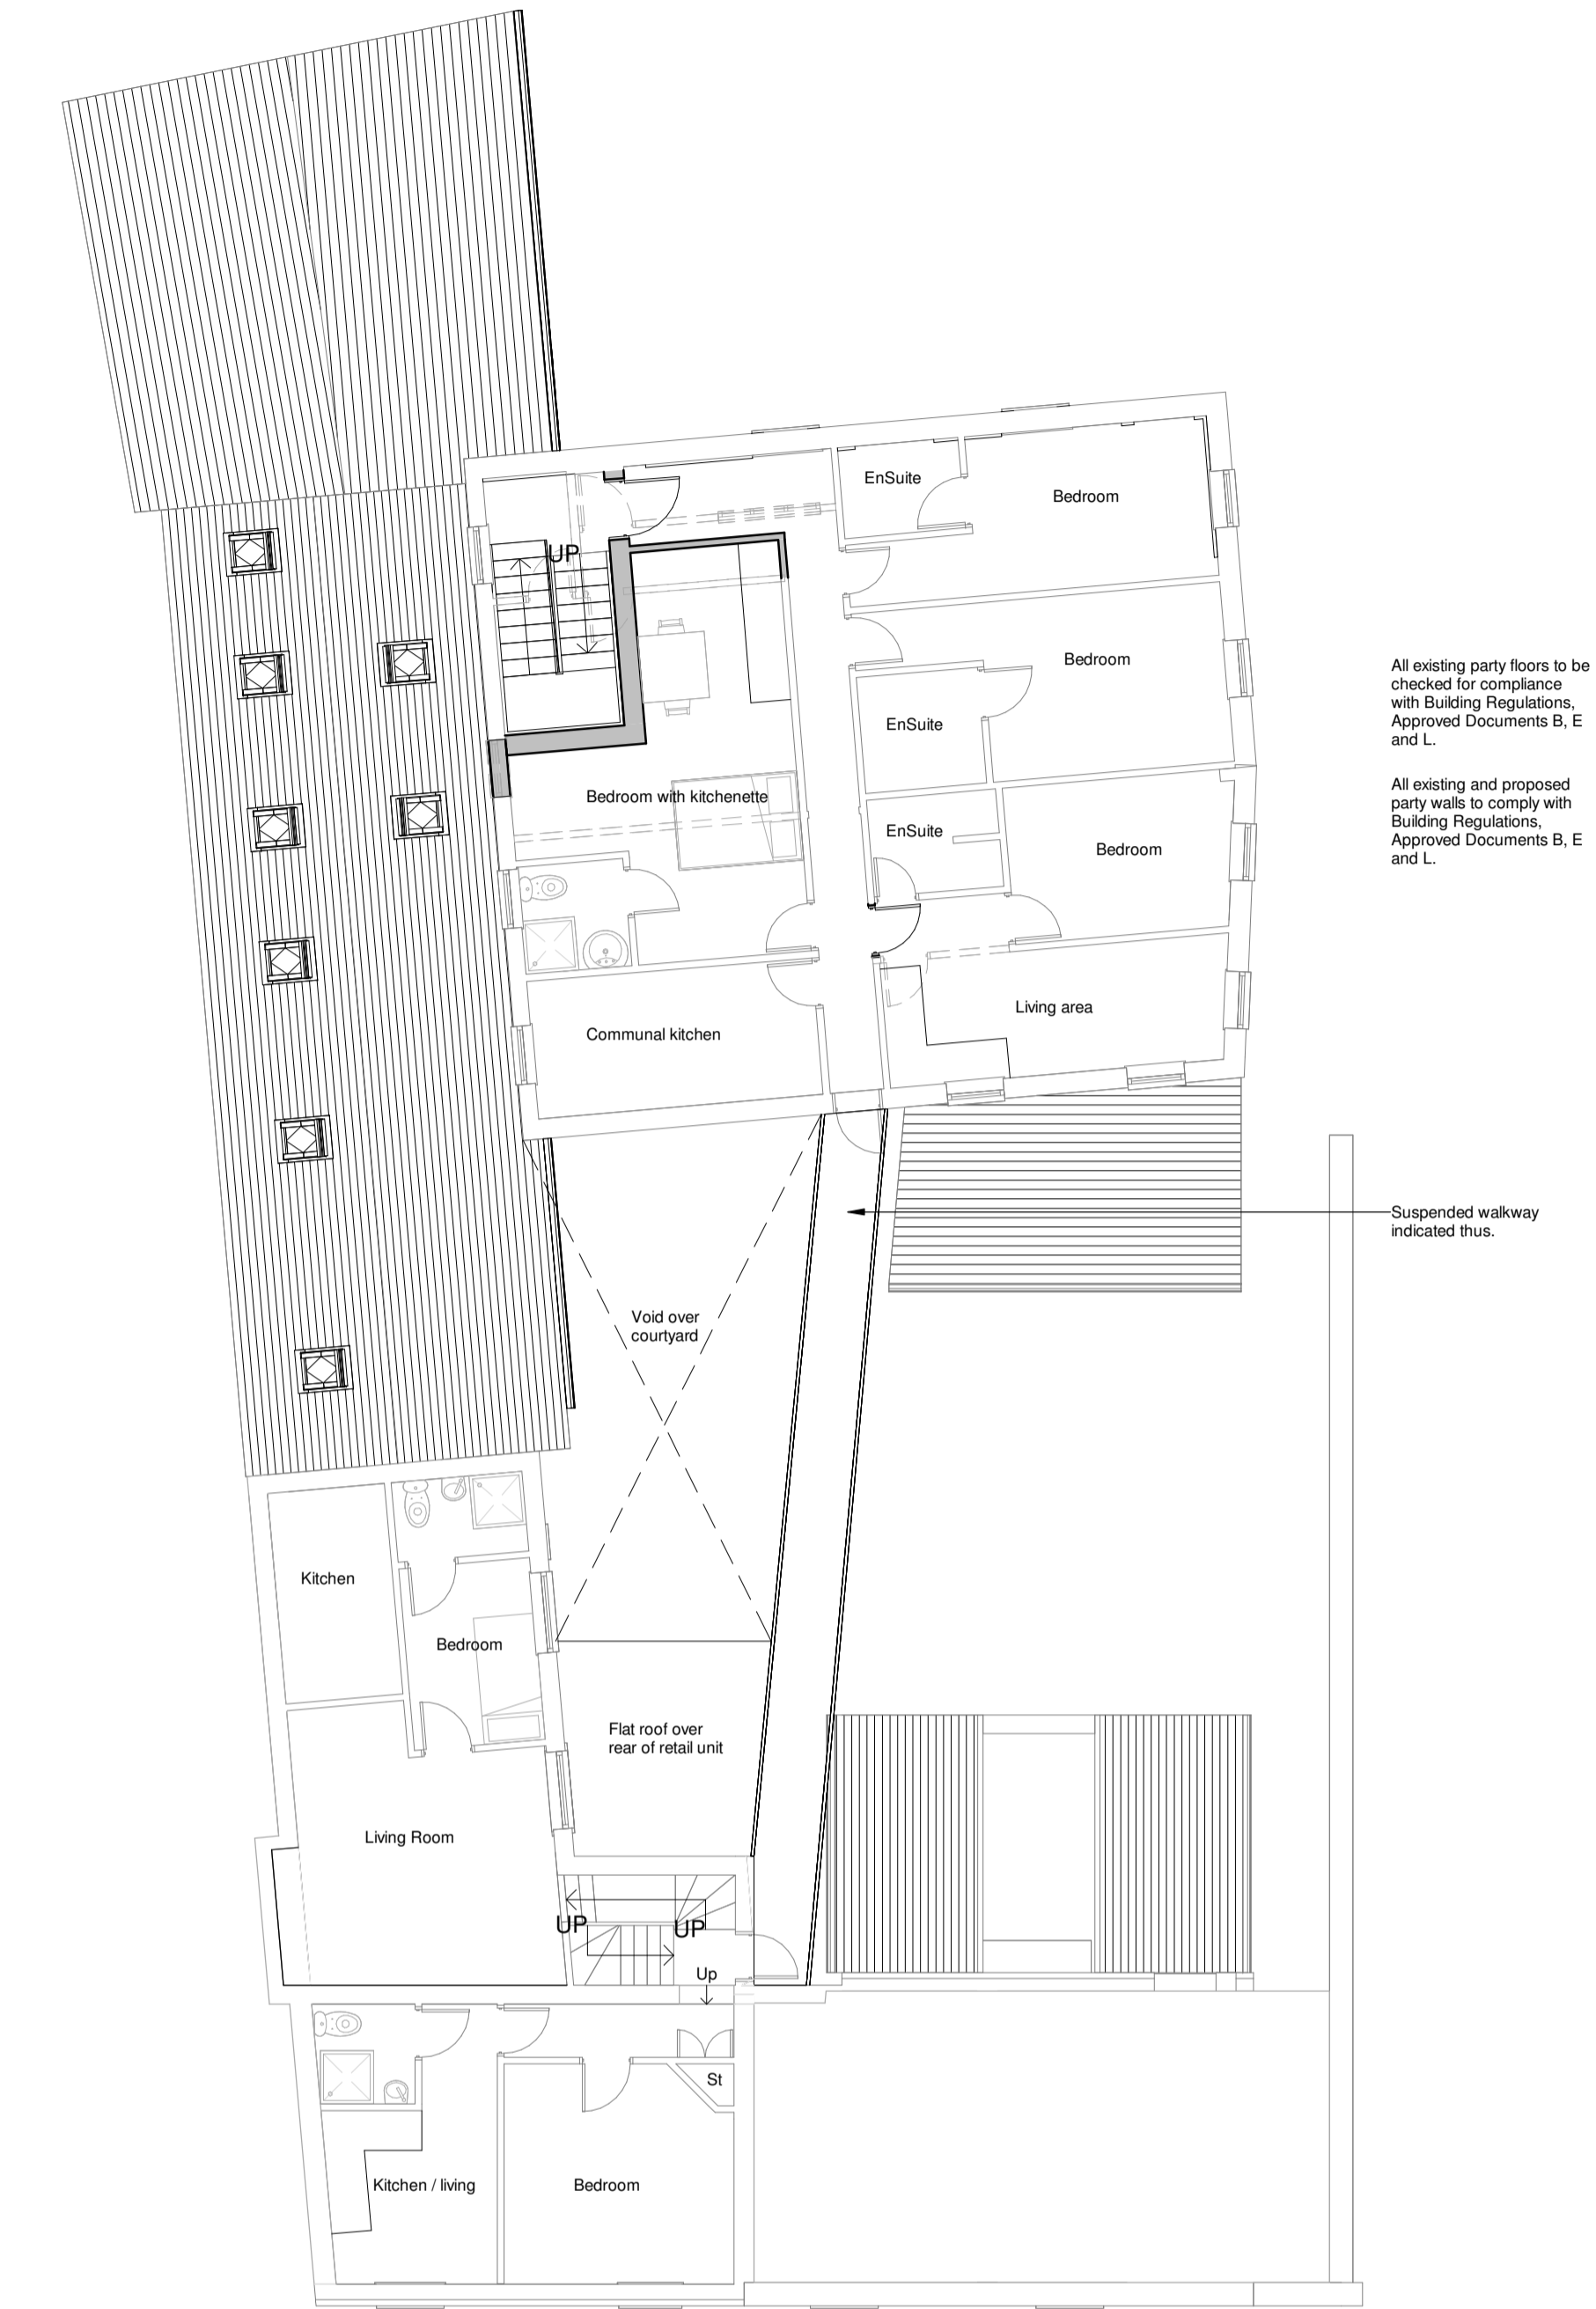 EnSuite
Bedroom
UP
Bedroom
EnSuite
Bedroom with kitchenette
EnSuite
Bedroom
Living area
Communal kitchen
All existing party floors to be
checked for compliance
with Building Regulations,
Approved Documents B, E
and L.
All existing and proposed
party walls to comply with
Building Regulations,
Approved Documents B, E
and L.
Suspended walkway
indicated thus.
Void over
courtyard
Kitchen
Bedroom
Flat roof over
rear of retail unit
Living Room
UP
UP
Up
St
Kitchen / living
Bedroom